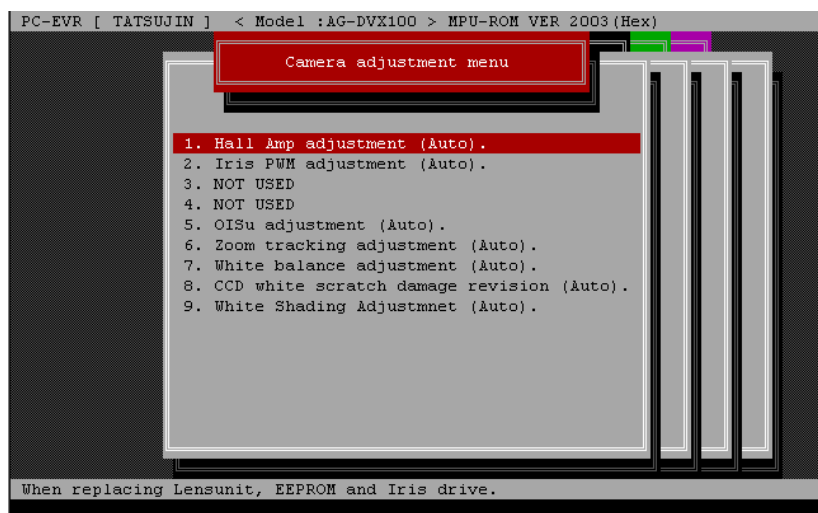 PC-EVR [ TATSUJIN ]  < Model :AG-DVX100 > MPU-ROM VER 2003(Hex)
Camera adjustment menu
1. Hall Amp adjustment (Auto).
2. Iris PWM adjustment (Auto).
3. NOT USED
4. NOT USED
5. OISu adjustment (Auto).
6. Zoom tracking adjustment (Auto).
7. White balance adjustment (Auto).
8. CCD white scratch damage revision (Auto).
9. White Shading Adjustmnet (Auto).
When replacing Lensunit, EEPROM and Iris drive.